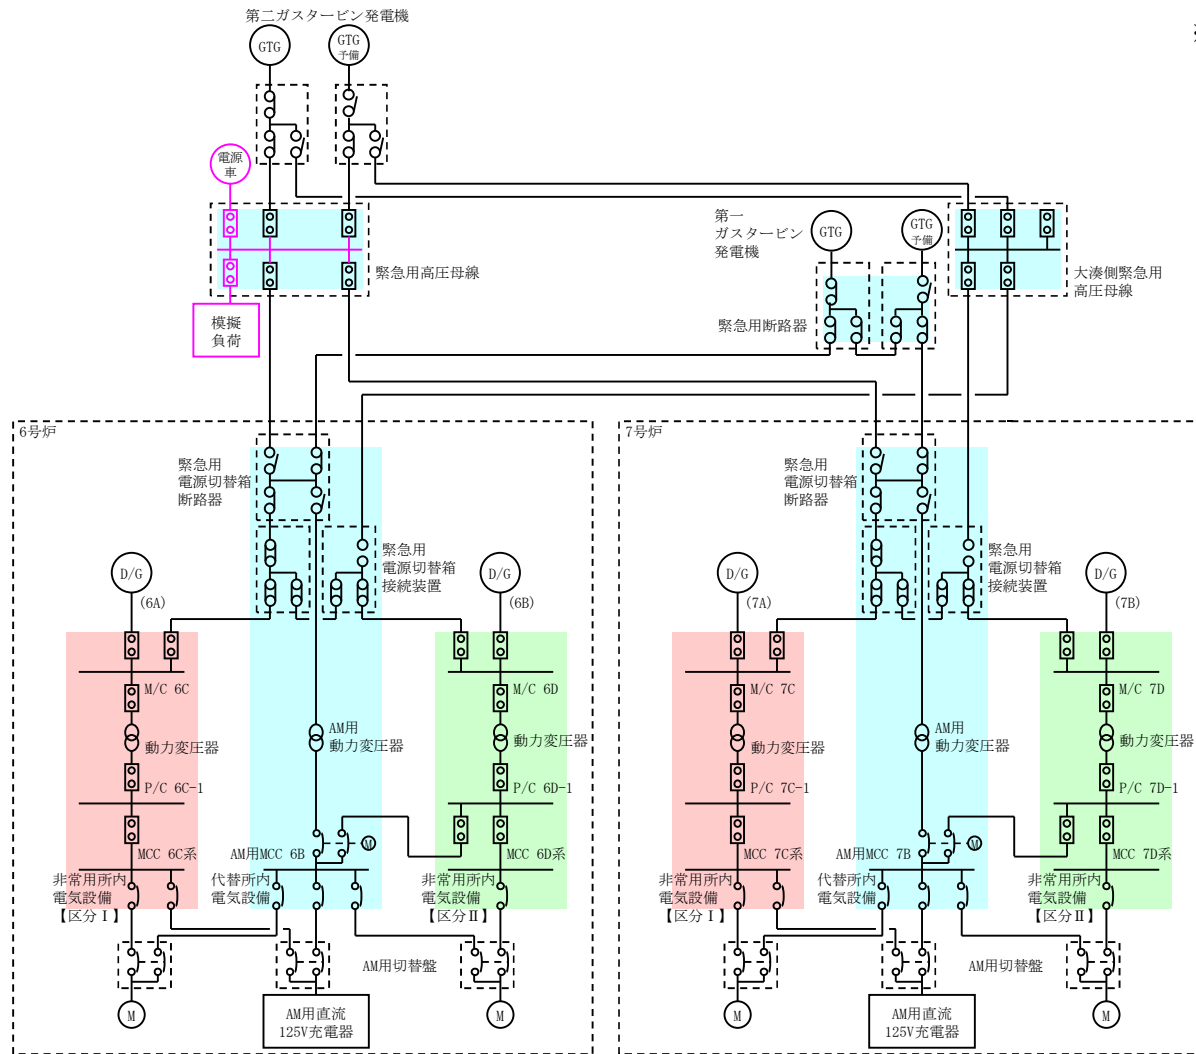 第二ガスタービン発電機
GTG
GTG
予備
電源
車
緊急用高圧母線
模擬
負荷
第一
ガスタービン
発電機
GTG
GTG
予備
緊急用断路器
大湊側緊急用
高圧母線
6号炉
緊急用
電源切替箱
断路器
緊急用
電源切替箱
接続装置
D/G
(6A)
D/G
(6B)
M/C 6C
M/C 6D
動力変圧器
AM用
動力変圧器
動力変圧器
P/C 6C-1
P/C 6D-1
M
MCC 6C系
AM用MCC 6B
MCC 6D系
非常用所内
電気設備
【区分Ⅰ】
代替所内
電気設備
非常用所内
電気設備
【区分Ⅱ】
AM用切替盤
M
AM用直流
125V充電器
M
7号炉
緊急用
電源切替箱
断路器
緊急用
電源切替箱
接続装置
D/G
(7A)
D/G
(7B)
M/C 7C
M/C 7D
動力変圧器
AM用
動力変圧器
動力変圧器
P/C 7C-1
P/C 7D-1
M
MCC 7C系
AM用MCC 7B
MCC 7D系
非常用所内
電気設備
【区分Ⅰ】
代替所内
電気設備
非常用所内
電気設備
【区分Ⅱ】
AM用切替盤
M
AM用直流
125V充電器
M